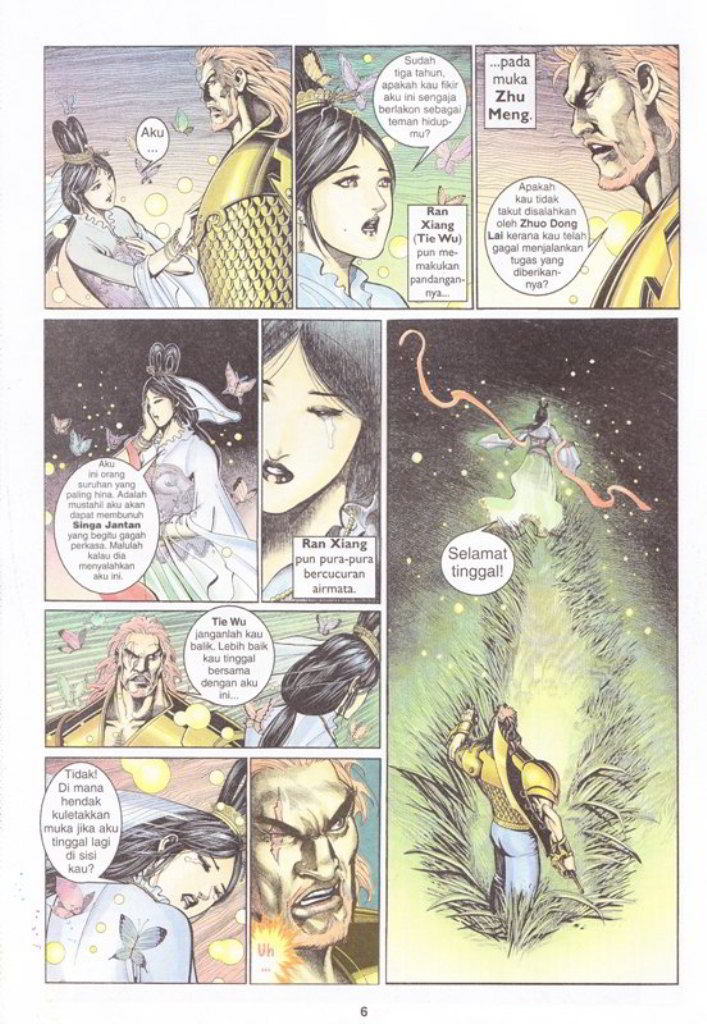 Aku
...
Sudah
tiga tahun,
apakah kau fikir
aku ini sengaja
berlakon sebagai
teman hidup-
mu?
Ran
Xiang
(Tie Wu)
pun me-
makukan
pandangan-
nya...
...pada
muka
Zhu
Meng.
Apakah
kau tidak
takut disalahkan
oleh Zhuo Dong
Lai kerana kau telah
gagal menjalankan
tugas yang
diberikan-
nya?
Aku
ini orang
suruhan yang
paling hina. Adalah
mustahil aku akan
dapat membunuh
Singa Jantan
yang begitu gagah
perkasa. Malulah
kalau dia
menyalahkan
aku ini.
Ran Xiang
pun pura-pura
bercucuran
airmata.
Selamat
tinggal!
Tie Wu
janganlah kau
balik. Lebih baik
kau tinggal
bersama
dengan aku
ini...
Tidak!
Di mana
hendak
kuletakkan
muka jika aku
tinggal lagi
di sisi
kau?
Uh
...
6